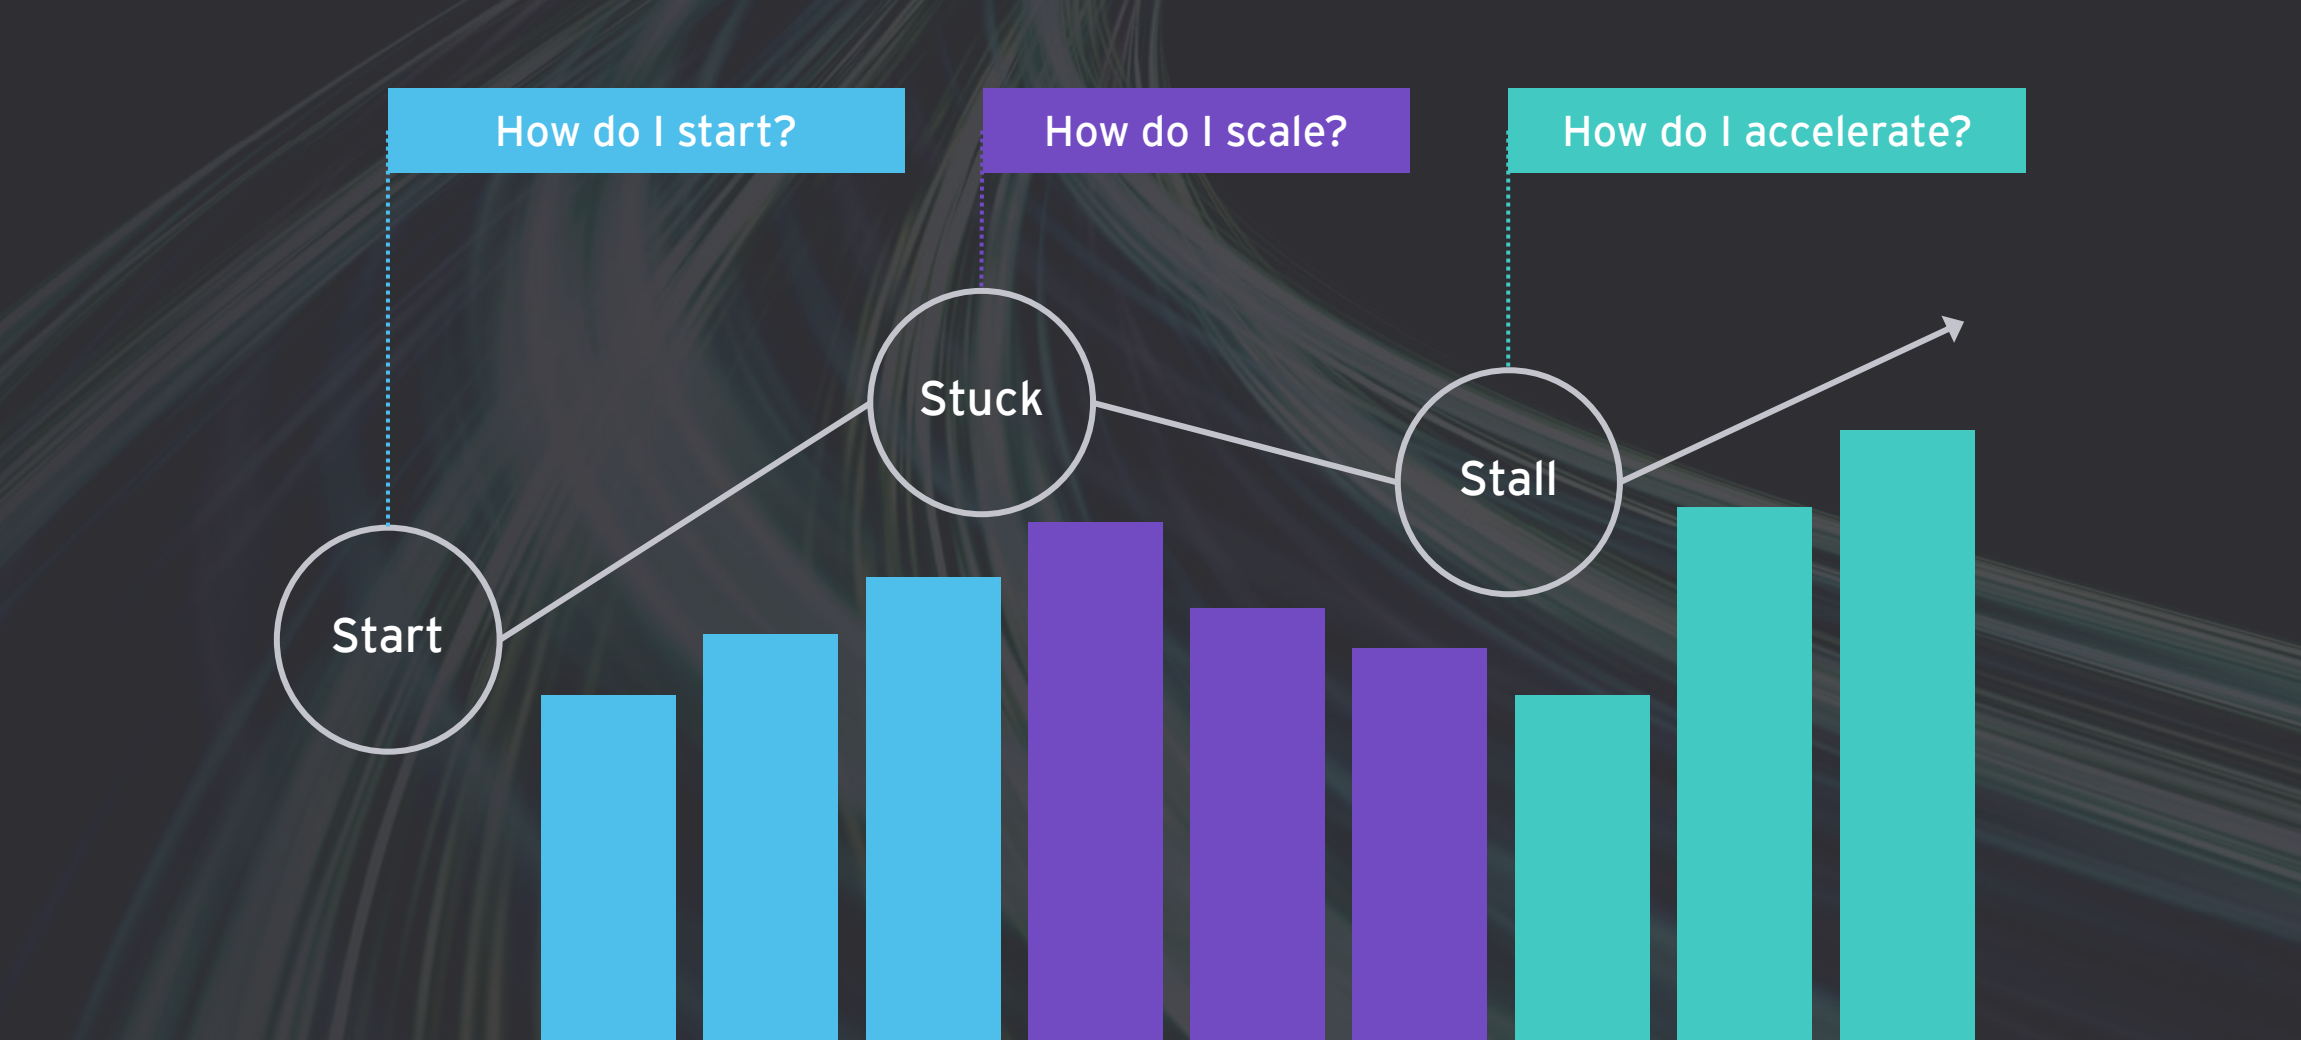 How do I start?
How do I scale?
How do I accelerate?
Start
Stuck
Stall